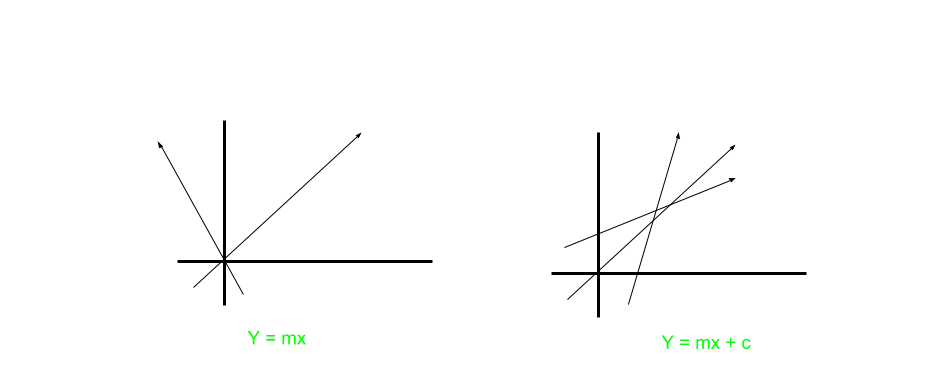 Y = mx
Y = mx + c